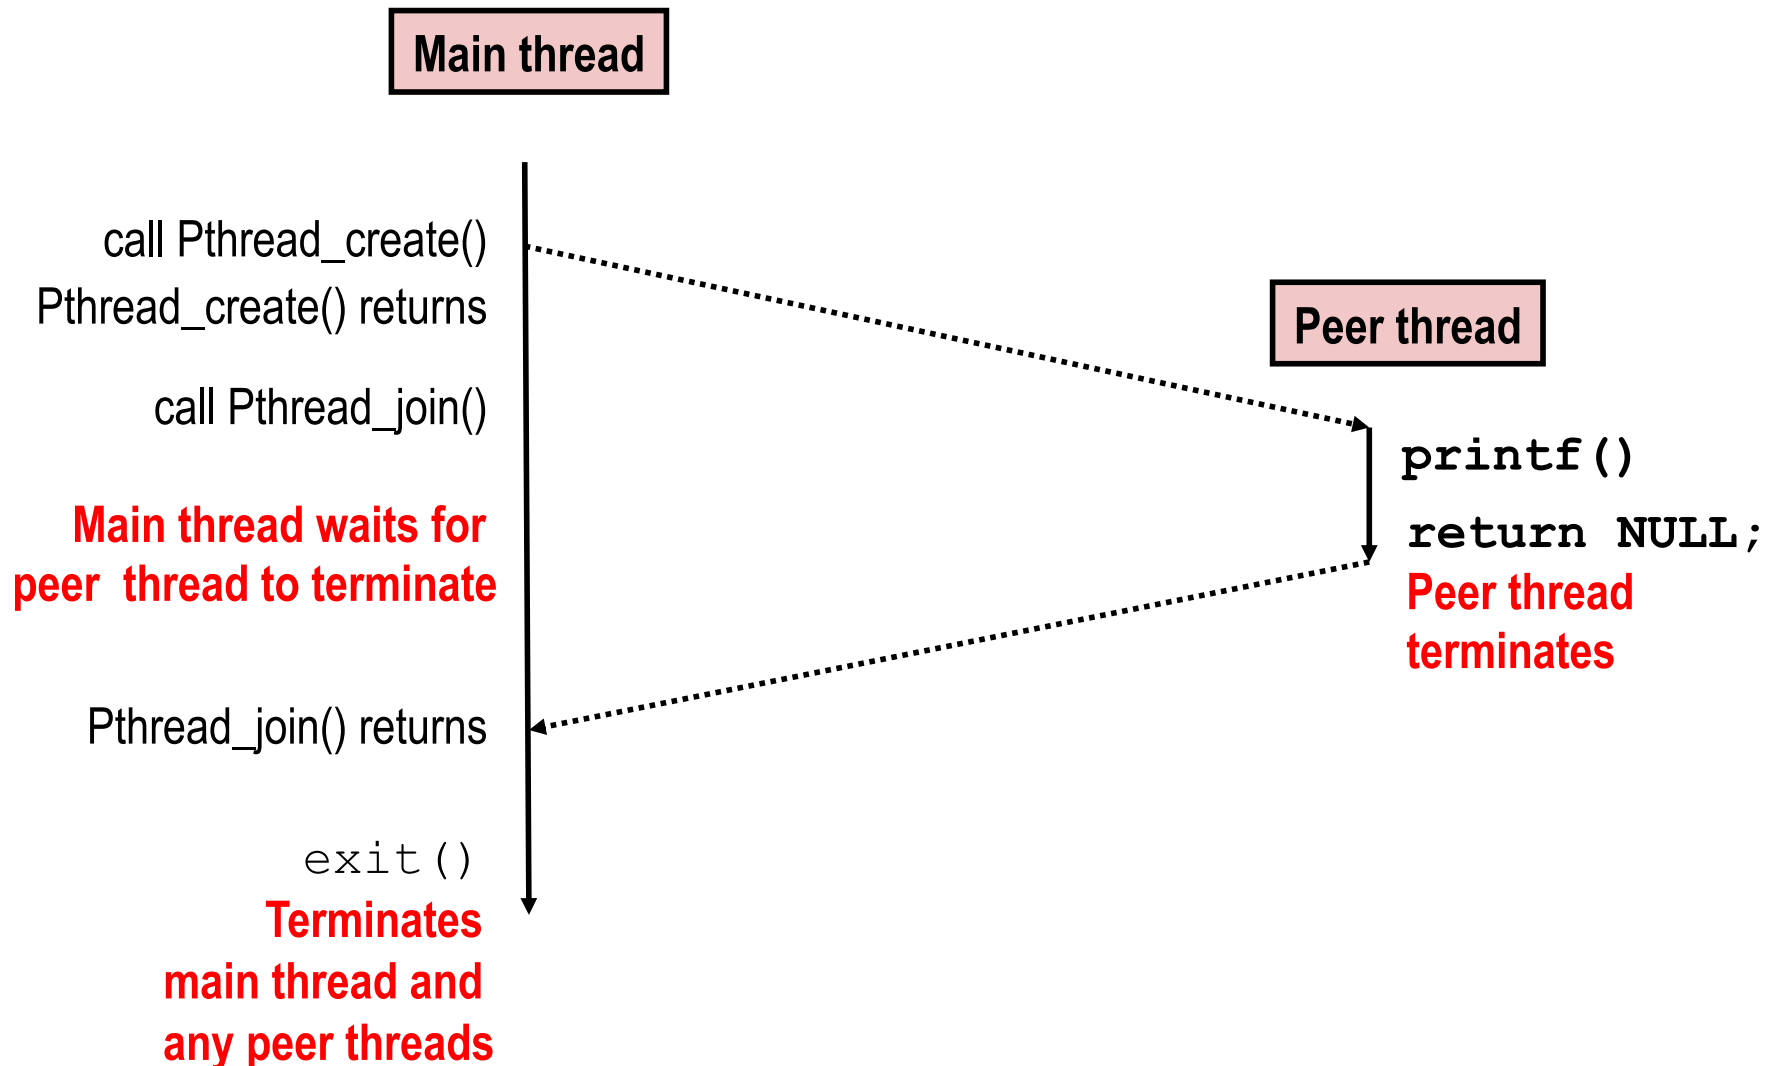 Main thread
call Pthread_create()
Pthread_create() returns
call Pthread_join()
Main thread waits for
peer thread to terminate
Pthread_join() returns
exit()
Terminates
main thread and
any peer threads
Peer thread
printf()
return NULL;
Peer thread
terminates